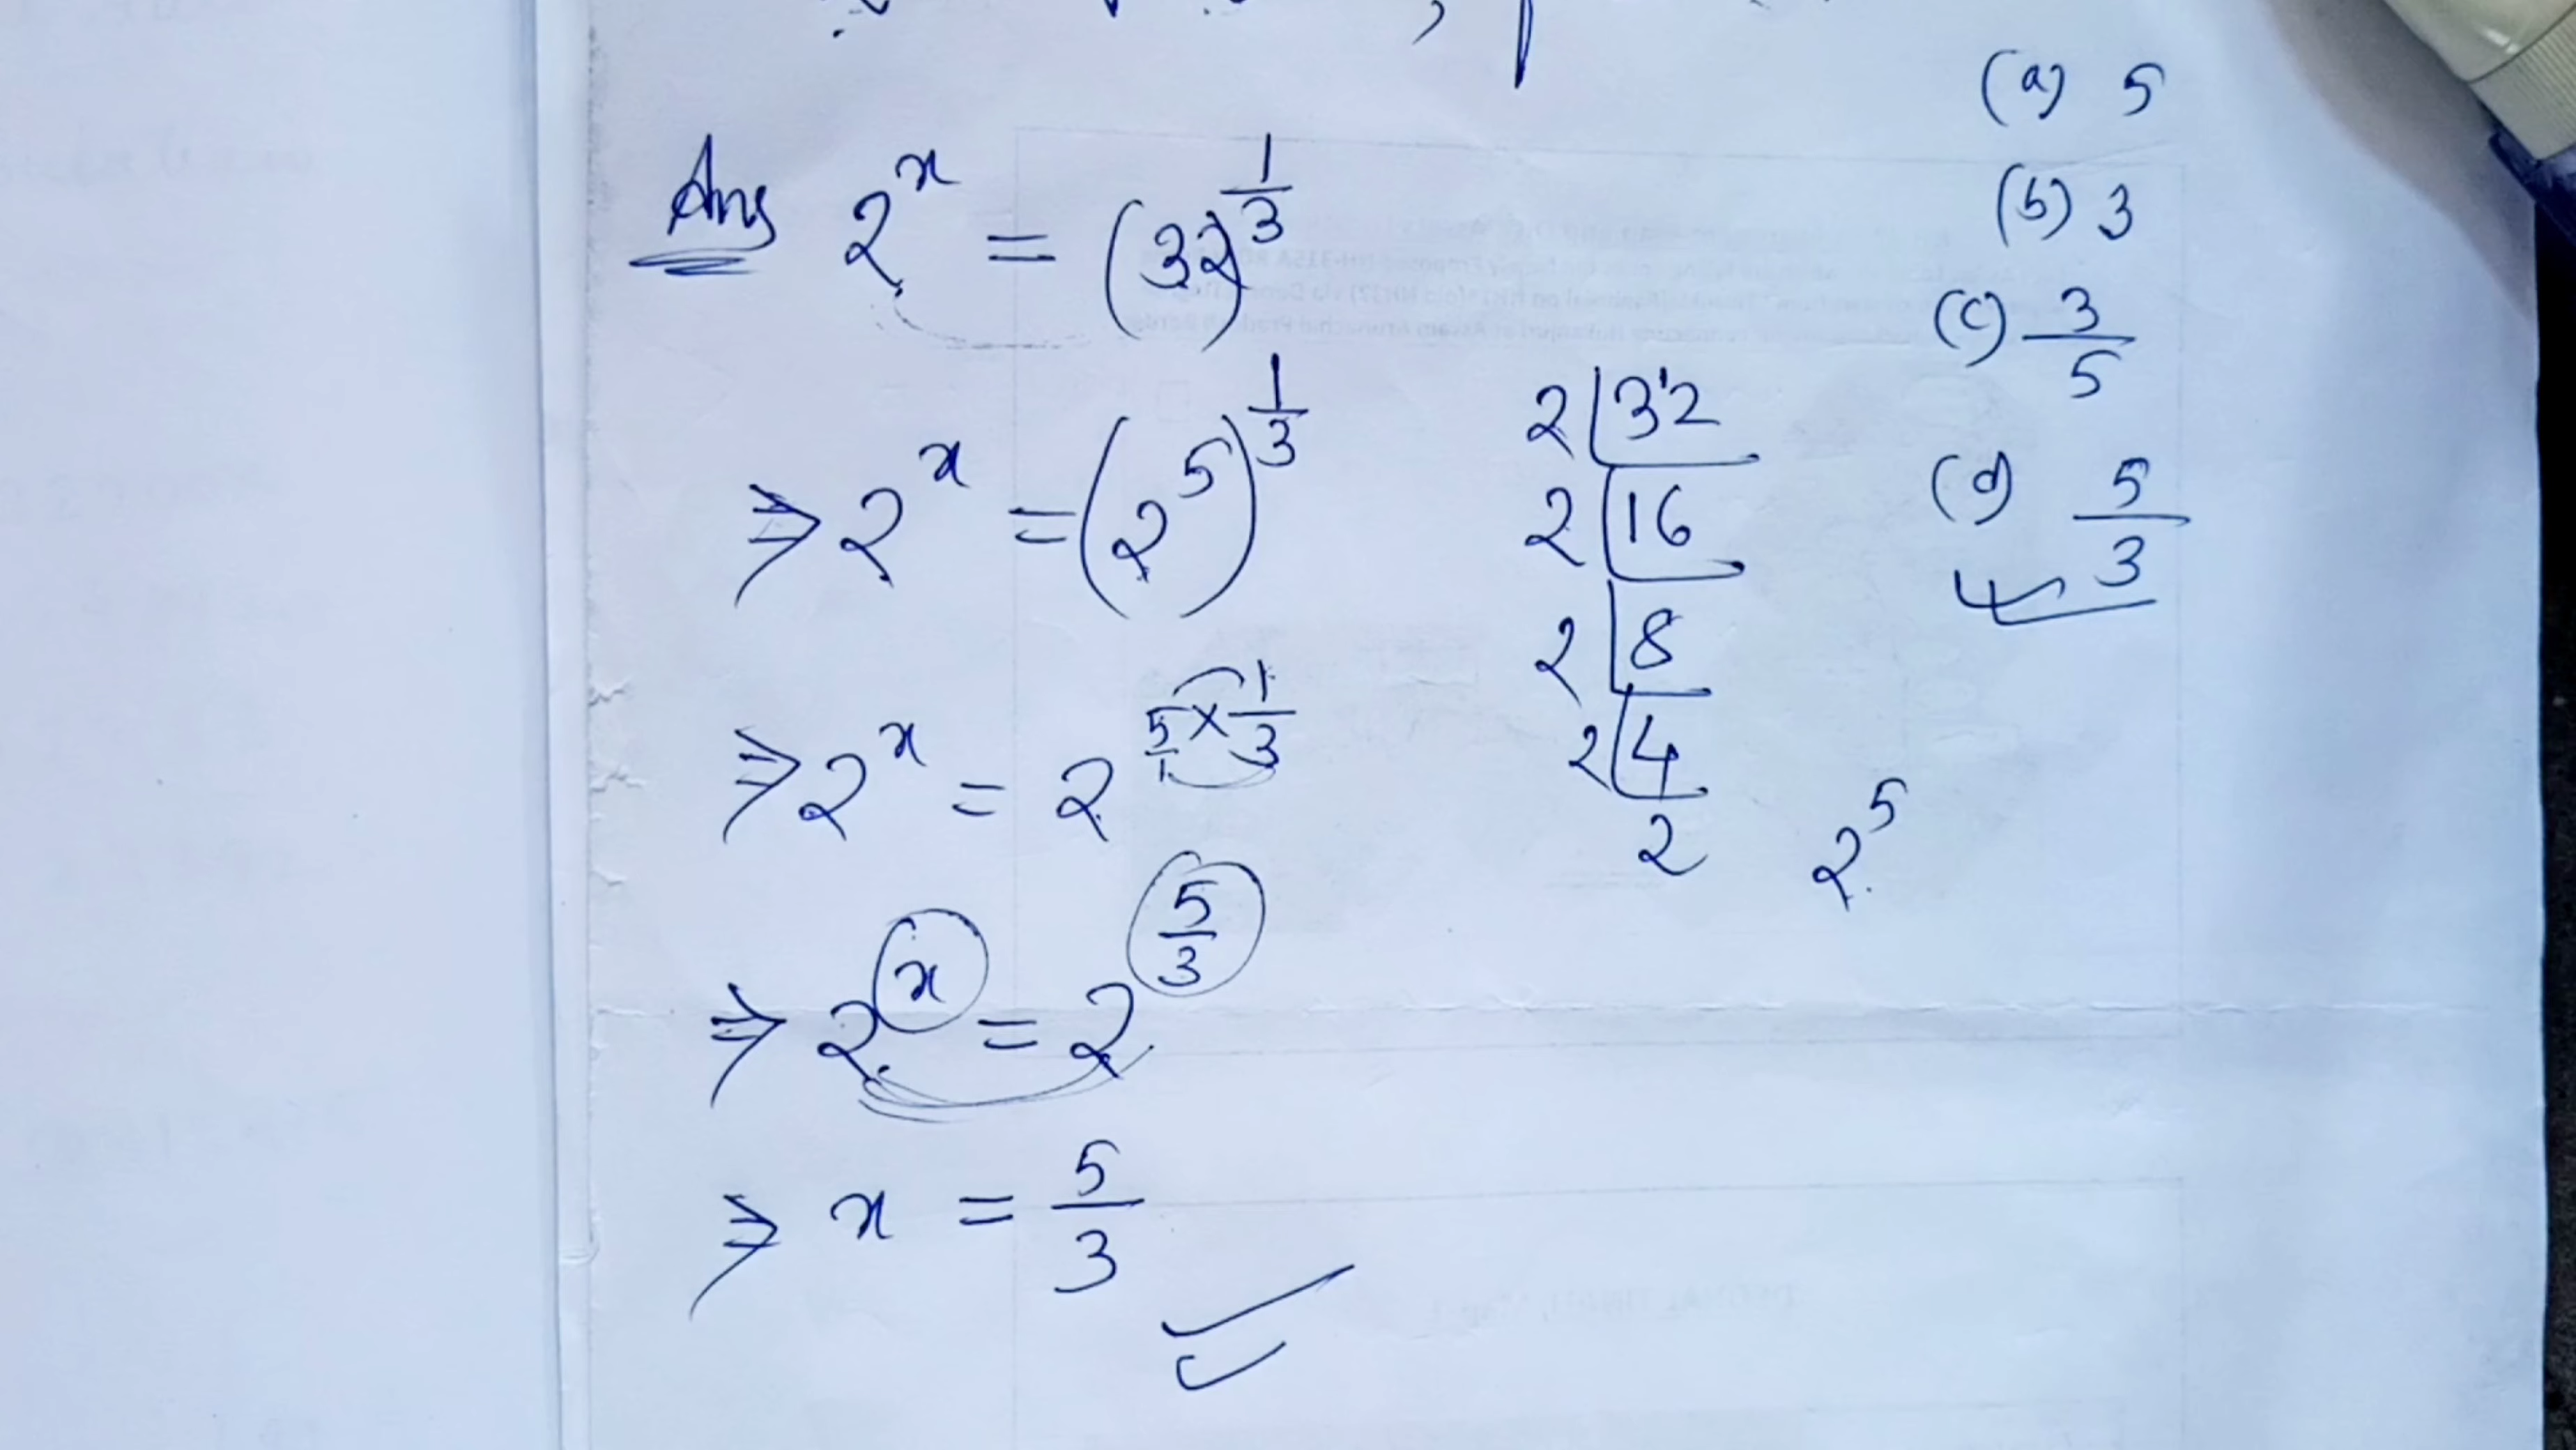 Ans 2^x = (32)^{1/3}
⇒ 2^x = (2^5)^{1/3}
⇒ 2^x = 2^{5/1 × 1/3}
⇒ 2^x = 2^{5/3}
⇒ x = 5/3
2 | 32
2 | 16
2 | 8
2 | 4
2
2^5
(a) 5
(b) 3
(c) 3/5
(d) 5/3